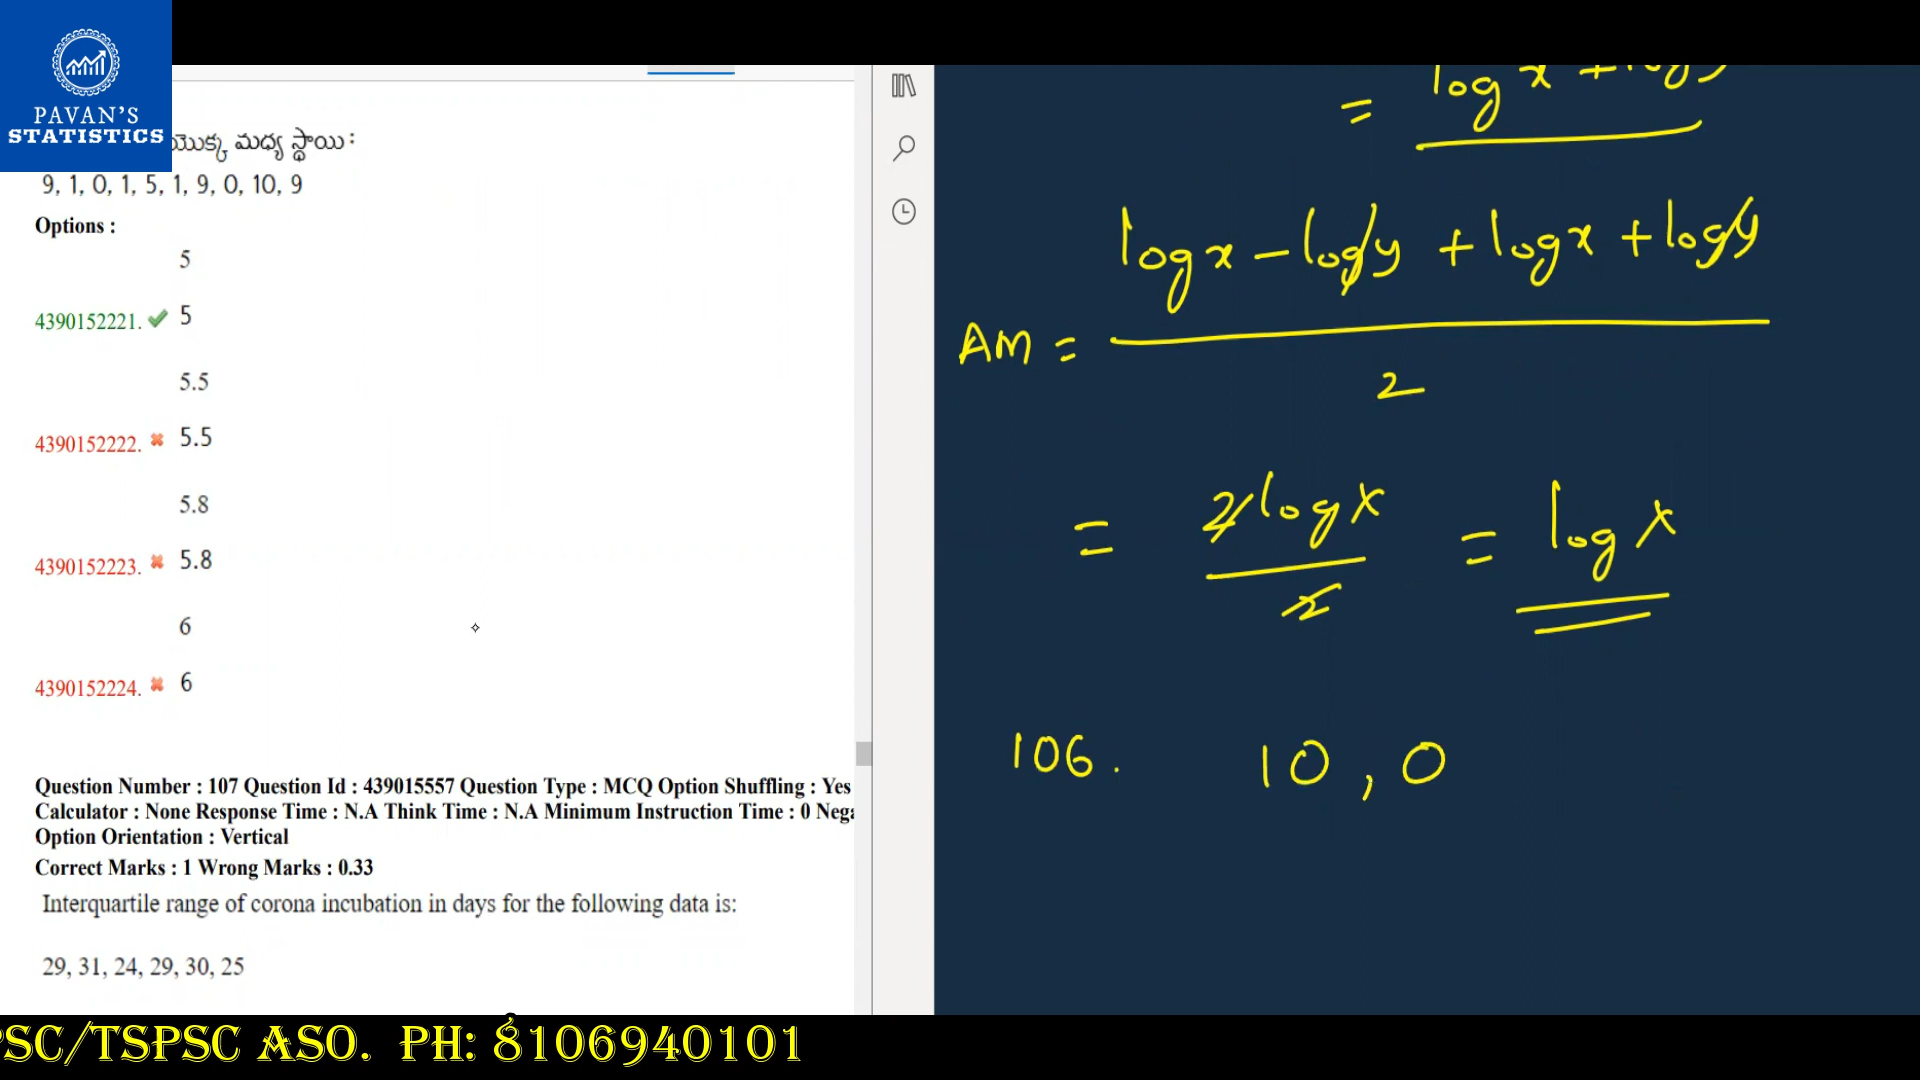 PAVAN'S
STATISTICS
యొక్క మధ్య స్థాయి :
9, 1, 0, 1, 5, 1, 9, 0, 10, 9
Options :
5
4390152221. ✔ 5
5.5
4390152222. ✖ 5.5
5.8
4390152223. ✖ 5.8
6
4390152224. ✖ 6
Question Number : 107 Question Id : 439015557 Question Type : MCQ Option Shuffling : Yes
Calculator : None Response Time : N.A Think Time : N.A Minimum Instruction Time : 0 Nega
Option Orientation : Vertical
Correct Marks : 1 Wrong Marks : 0.33
Interquartile range of corona incubation in days for the following data is:
29, 31, 24, 29, 30, 25
= log x + log y
log x - log y + log x + log y
AM =
2
= 2 log x = log x
2
106. 10, 0
PSC/TSPSC ASO. PH: 8106940101